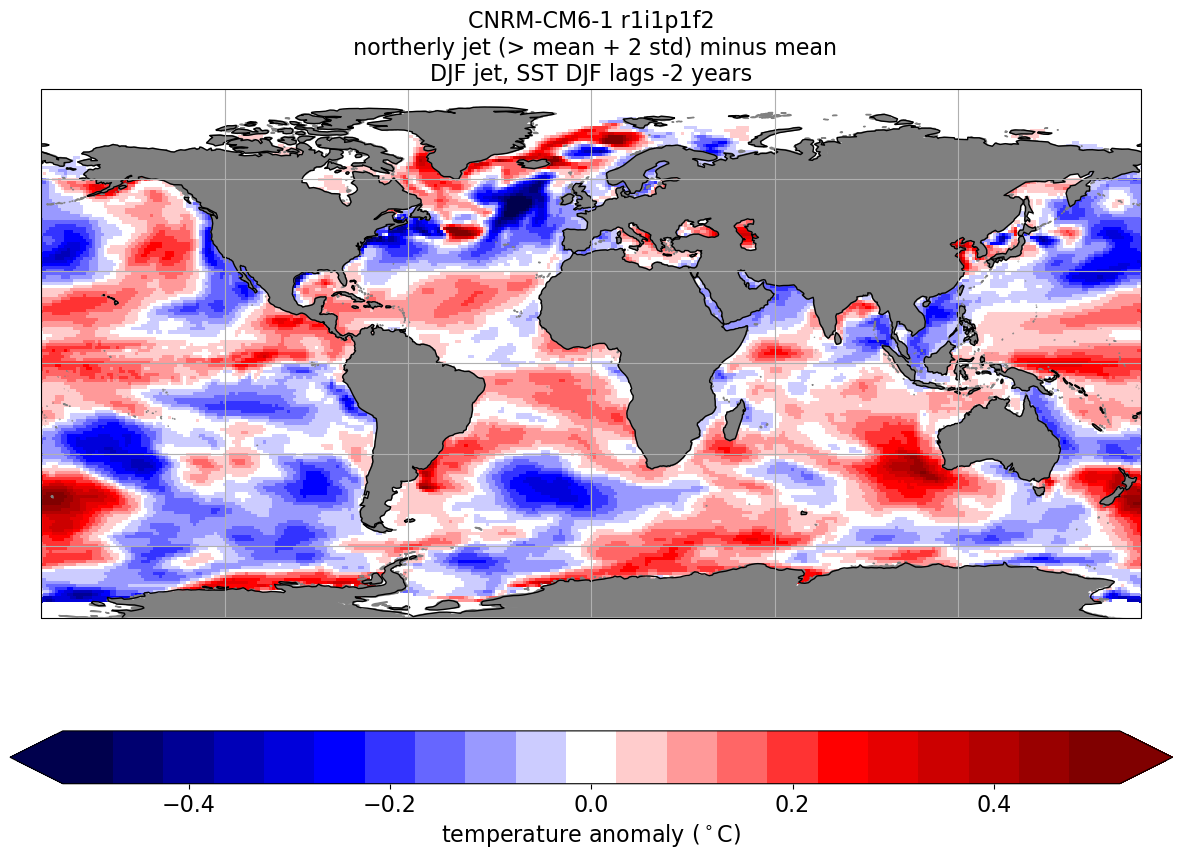 CNRM-CM6-1 r1i1p1f2
northerly jet (> mean + 2 std) minus mean
DJF jet, SST DJF lags -2 years
−0.4 −0.2 0.0 0.2 0.4
temperature anomaly (°C)